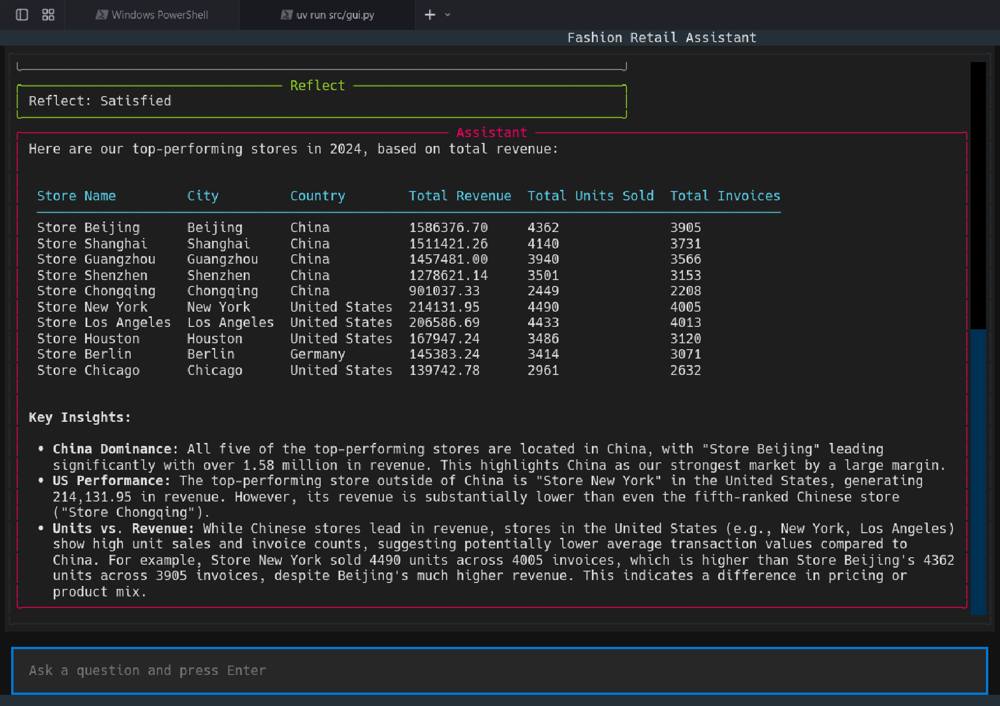 Windows PowerShell
uv run src/gui.py
Fashion Retail Assistant
Reflect
Reflect: Satisfied
Assistant
Here are our top-performing stores in 2024, based on total revenue:
Store Name City Country Total Revenue Total Units Sold Total Invoices
Store Beijing Beijing China 1586376.70 4362 3905
Store Shanghai Shanghai China 1511421.26 4140 3731
Store Guangzhou Guangzhou China 1457481.00 3940 3566
Store Shenzhen Shenzhen China 1278621.14 3501 3153
Store Chongqing Chongqing China 901037.33 2449 2208
Store New York New York United States 214131.95 4490 4005
Store Los Angeles Los Angeles United States 206586.69 4433 4013
Store Houston Houston United States 167947.24 3486 3120
Store Berlin Berlin Germany 145383.24 3414 3071
Store Chicago Chicago United States 139742.78 2961 2632
Key Insights:
• China Dominance: All five of the top-performing stores are located in China, with "Store Beijing" leading
significantly with over 1.58 million in revenue. This highlights China as our strongest market by a large margin.
• US Performance: The top-performing store outside of China is "Store New York" in the United States, generating
214,131.95 in revenue. However, its revenue is substantially lower than even the fifth-ranked Chinese store
("Store Chongqing").
• Units vs. Revenue: While Chinese stores lead in revenue, stores in the United States (e.g., New York, Los Angeles)
show high unit sales and invoice counts, suggesting potentially lower average transaction values compared to
China. For example, Store New York sold 4490 units across 4005 invoices, which is higher than Store Beijing's 4362
units across 3905 invoices, despite Beijing's much higher revenue. This indicates a difference in pricing or
product mix.
Ask a question and press Enter